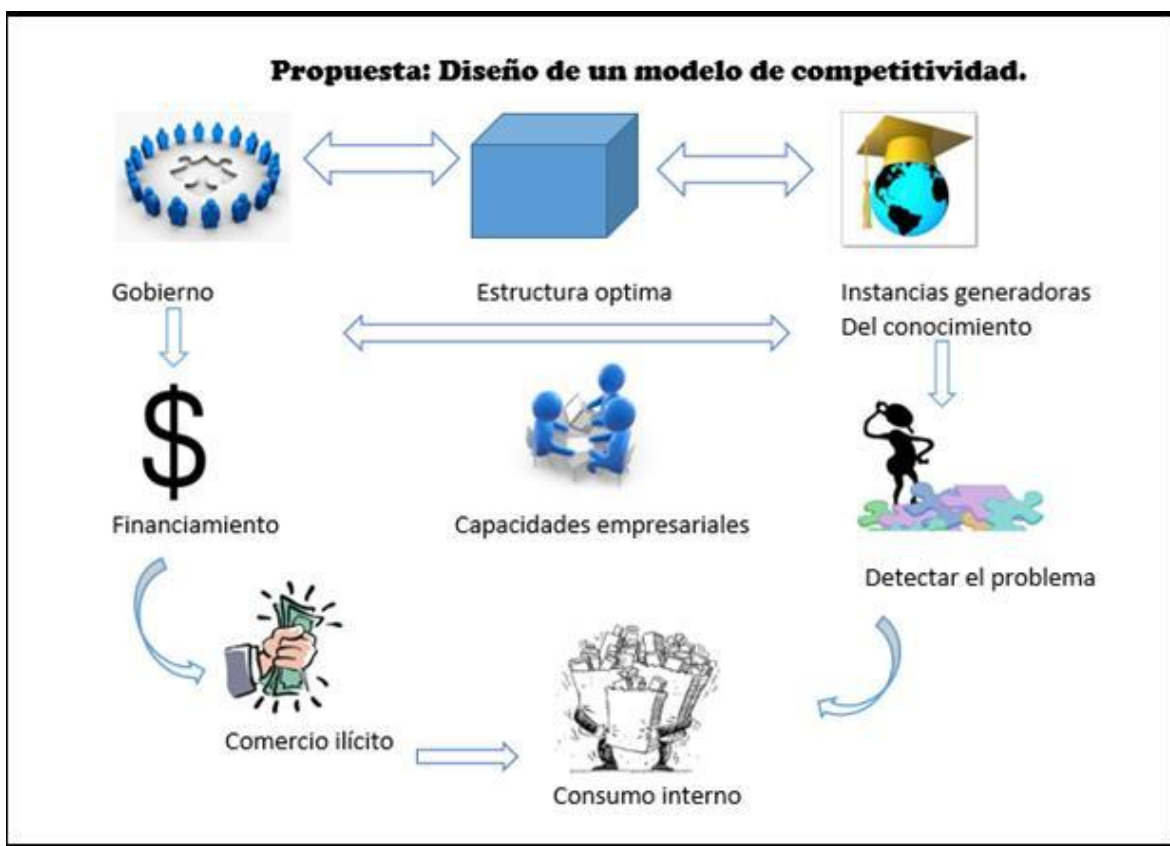 Propuesta: Diseño de un modelo de competitividad.
Gobierno
Estructura optima
Instancias generadoras
Del conocimiento
$
Financiamiento
Capacidades empresariales
Detectar el problema
Comercio ilícito
Consumo interno